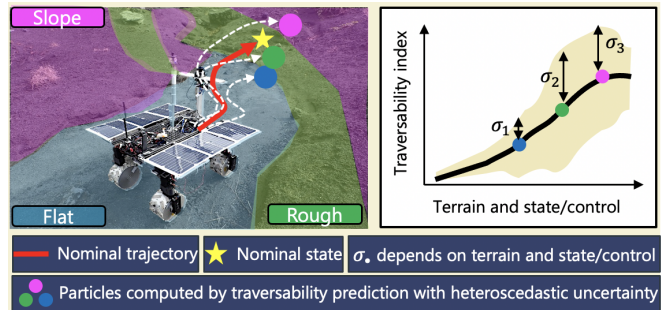 Slope
Flat
Rough
Traversability index
σ₁
σ₂
σ₃
Terrain and state/control
Nominal trajectory
Nominal state
σ• depends on terrain and state/control
Particles computed by traversability prediction with heteroscedastic uncertainty